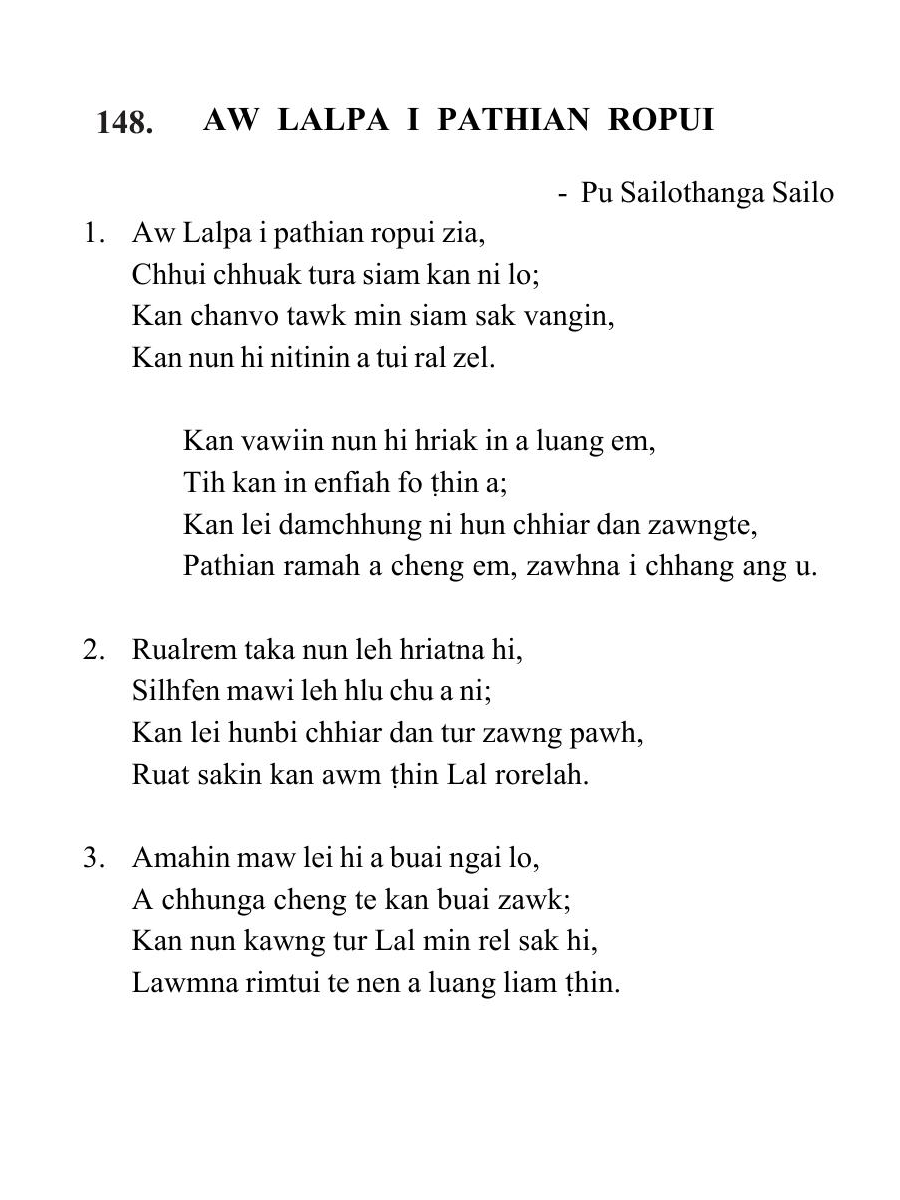 148. AW LALPA I PATHIAN ROPUI
- Pu Sailothanga Sailo
1. Aw Lalpa i pathian ropui zia,
Chhui chhuak tura siam kan ni lo;
Kan chanvo tawk min siam sak vangin,
Kan nun hi nitinin a tui ral zel.
Kan vawiin nun hi hriak in a luang em,
Tih kan in enfiah fo ṭhin a;
Kan lei damchhung ni hun chhiar dan zawngte,
Pathian ramah a cheng em, zawhna i chhang ang u.
2. Rualrem taka nun leh hriatna hi,
Silhfen mawi leh hlu chu a ni;
Kan lei hunbi chhiar dan tur zawng pawh,
Ruat sakin kan awm ṭhin Lal rorelah.
3. Amahin maw lei hi a buai ngai lo,
A chhunga cheng te kan buai zawk;
Kan nun kawng tur Lal min rel sak hi,
Lawmna rimtui te nen a luang liam ṭhin.